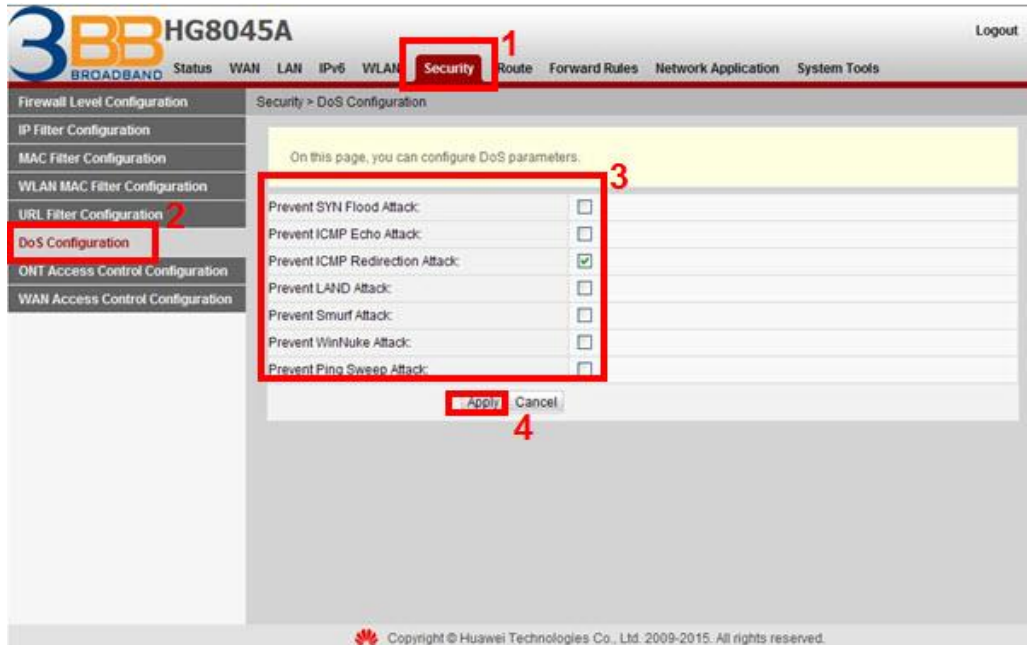 3BB HG8045A
Logout
BROADBAND
Status WAN LAN IPv6 WLAN Security Route Forward Rules Network Application System Tools
1
Firewall Level Configuration
IP Filter Configuration
MAC Filter Configuration
WLAN MAC Filter Configuration
URL Filter Configuration
2
DoS Configuration
ONT Access Control Configuration
WAN Access Control Configuration
Security > DoS Configuration
On this page, you can configure DoS parameters.
3
Prevent SYN Flood Attack:
Prevent ICMP Echo Attack:
Prevent ICMP Redirection Attack:
Prevent LAND Attack:
Prevent Smurf Attack:
Prevent WinNuke Attack:
Prevent Ping Sweep Attack:
Apply Cancel
4
Copyright © Huawei Technologies Co., Ltd. 2009-2015. All rights reserved.